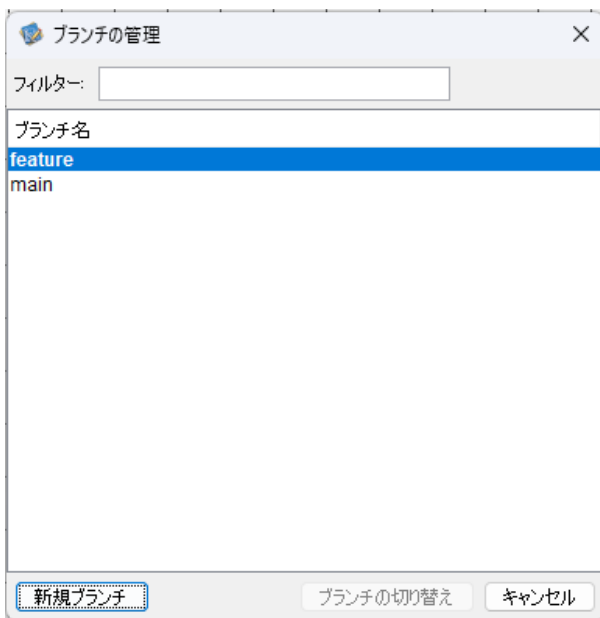 ブランチの管理
フィルター:
ブランチ名
feature
main
新規ブランチ ブランチの切り替え キャンセル